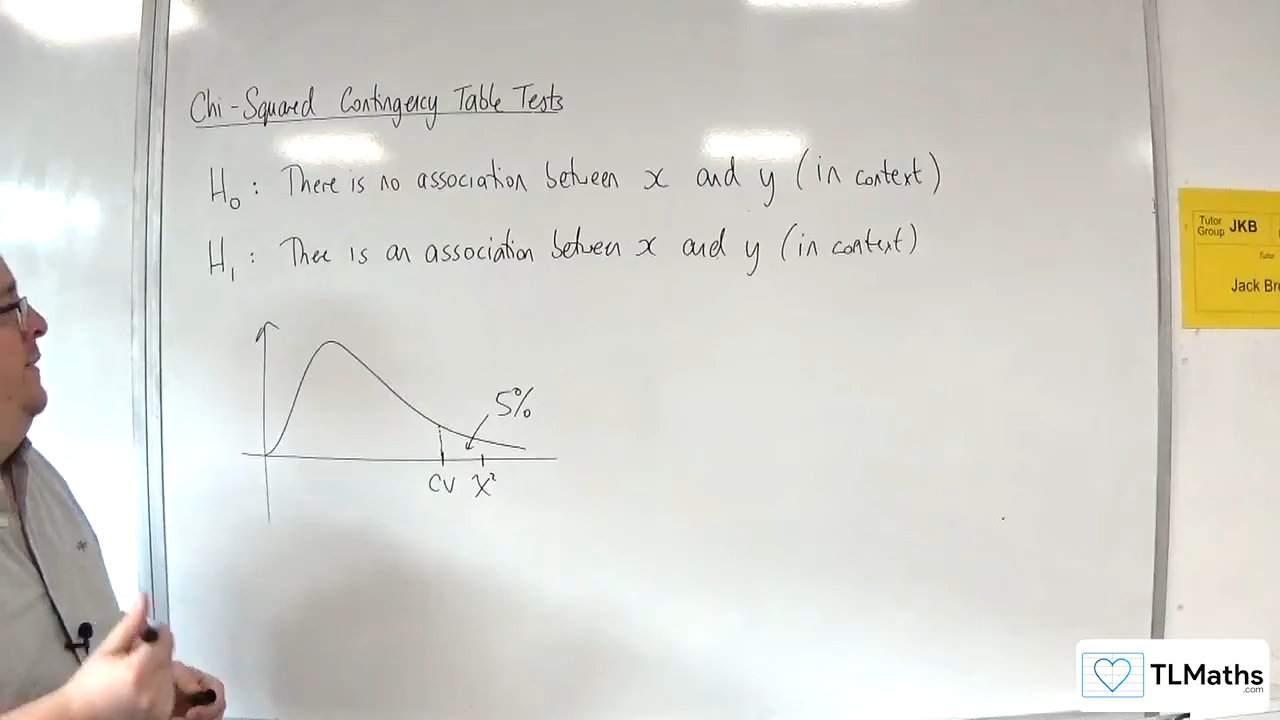 Chi-Squared Contingency Table Tests
H₀: There is no association between x and y (in context)
H₁: There is an association between x and y (in context)
5%
CV X²
Tutor Group JKB
Tutor
Jack Br
TLMaths
.com